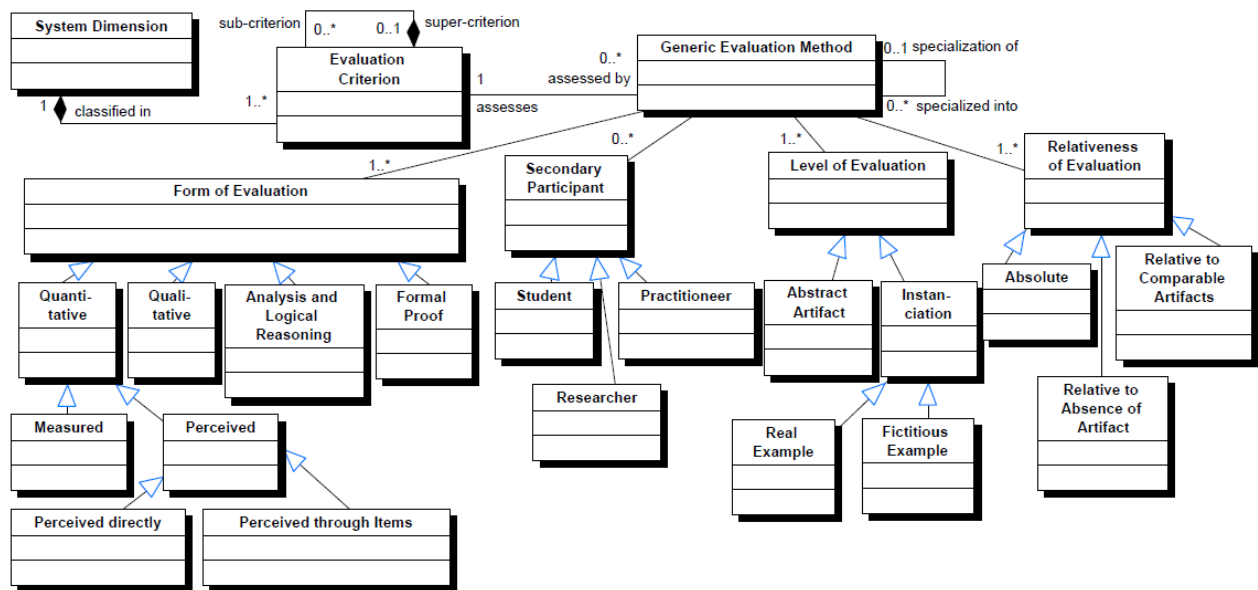 System Dimension
sub-criterion
0..*
0..1
super-criterion
Evaluation
Criterion
Generic Evaluation Method
0..1
specialization of
0..*
assessed by
1
assesses
0..*
specialized into
1
classified in
1..*
1..*
0..*
1..*
1..*
Form of Evaluation
Secondary
Participant
Level of Evaluation
Relativeness
of Evaluation
Quanti-
tative
Quali-
tative
Analysis and
Logical
Reasoning
Formal
Proof
Student
Practitioneer
Abstract
Artifact
Instan-
ciation
Absolute
Relative to
Comparable
Artifacts
Measured
Perceived
Researcher
Real
Example
Fictitious
Example
Relative to
Absence of
Artifact
Perceived directly
Perceived through Items